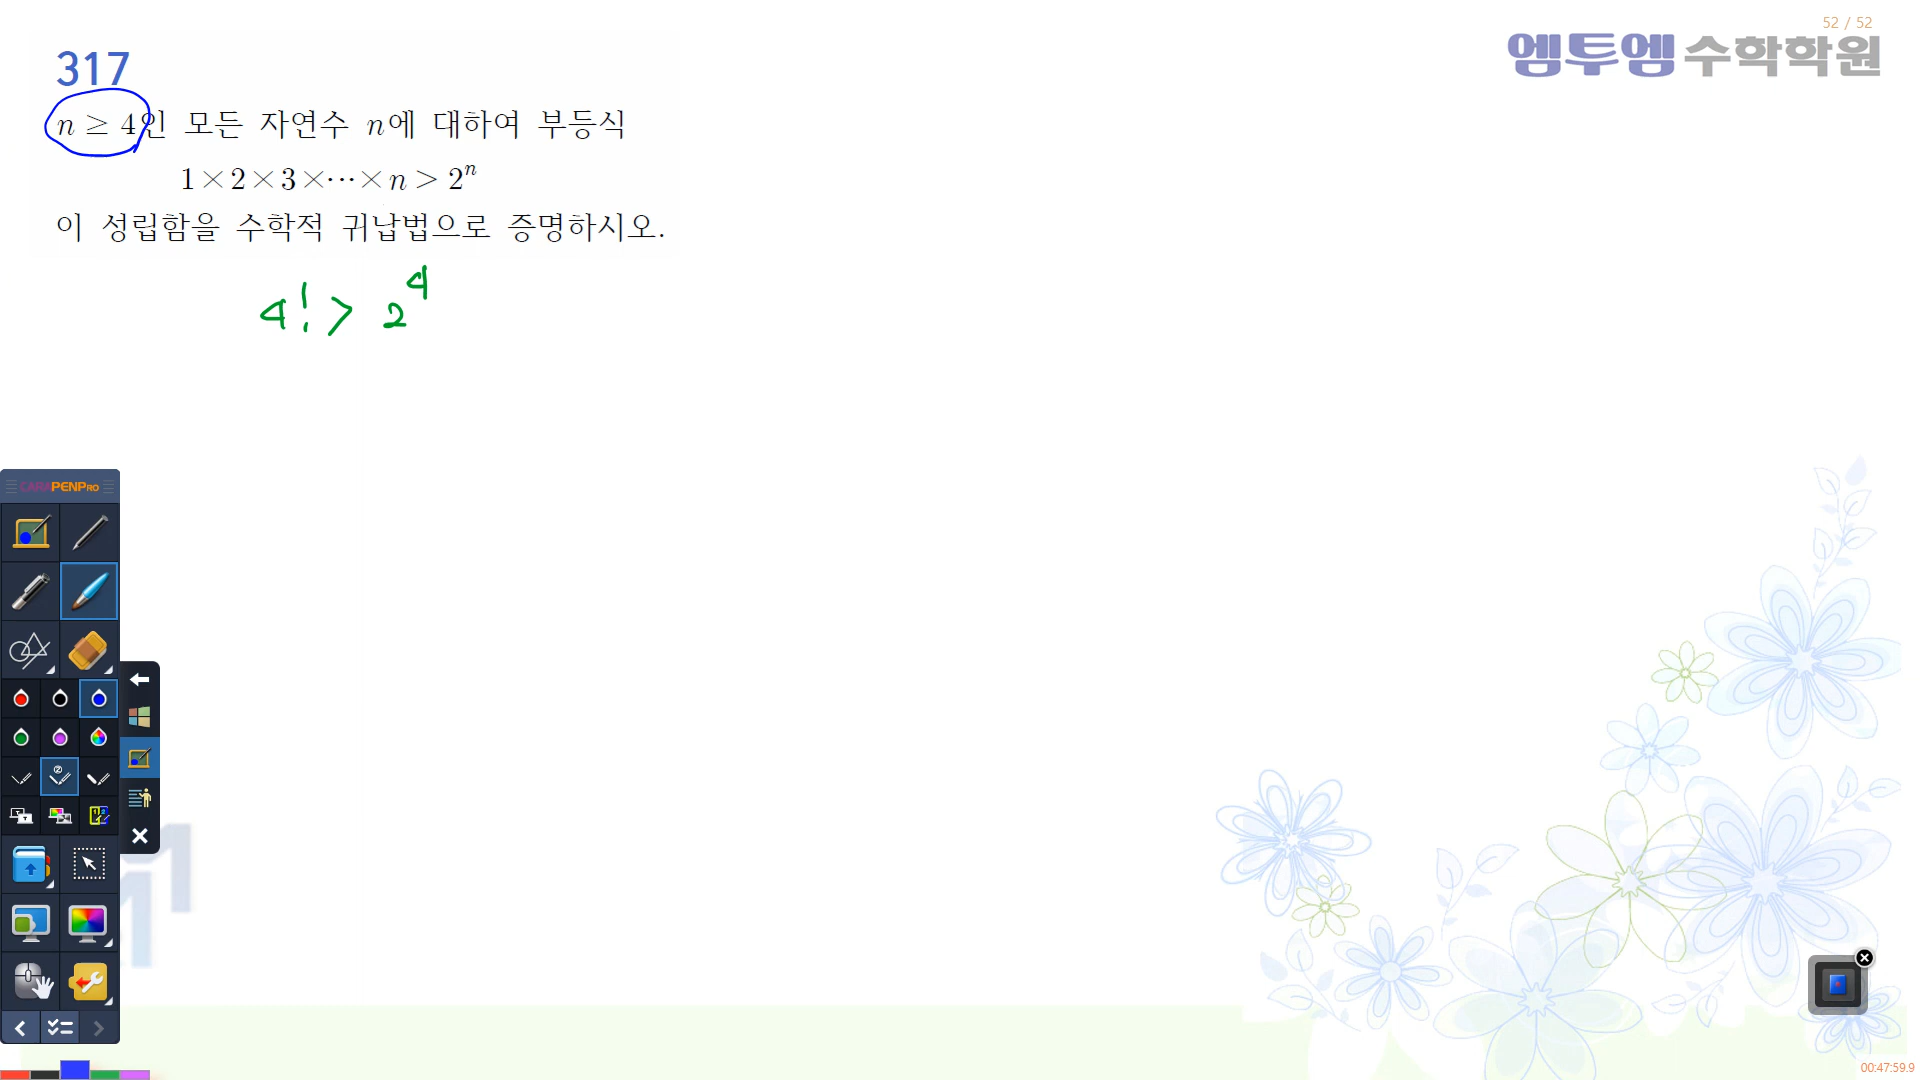 52 / 52
엠투엠 수학학원
317
n ≥ 4인 모든 자연수 n에 대하여 부등식
1×2×3×⋯×n > 2ⁿ
이 성립함을 수학적 귀납법으로 증명하시오.
4! > 2⁴
CARAPENPRO
00:47:59.9